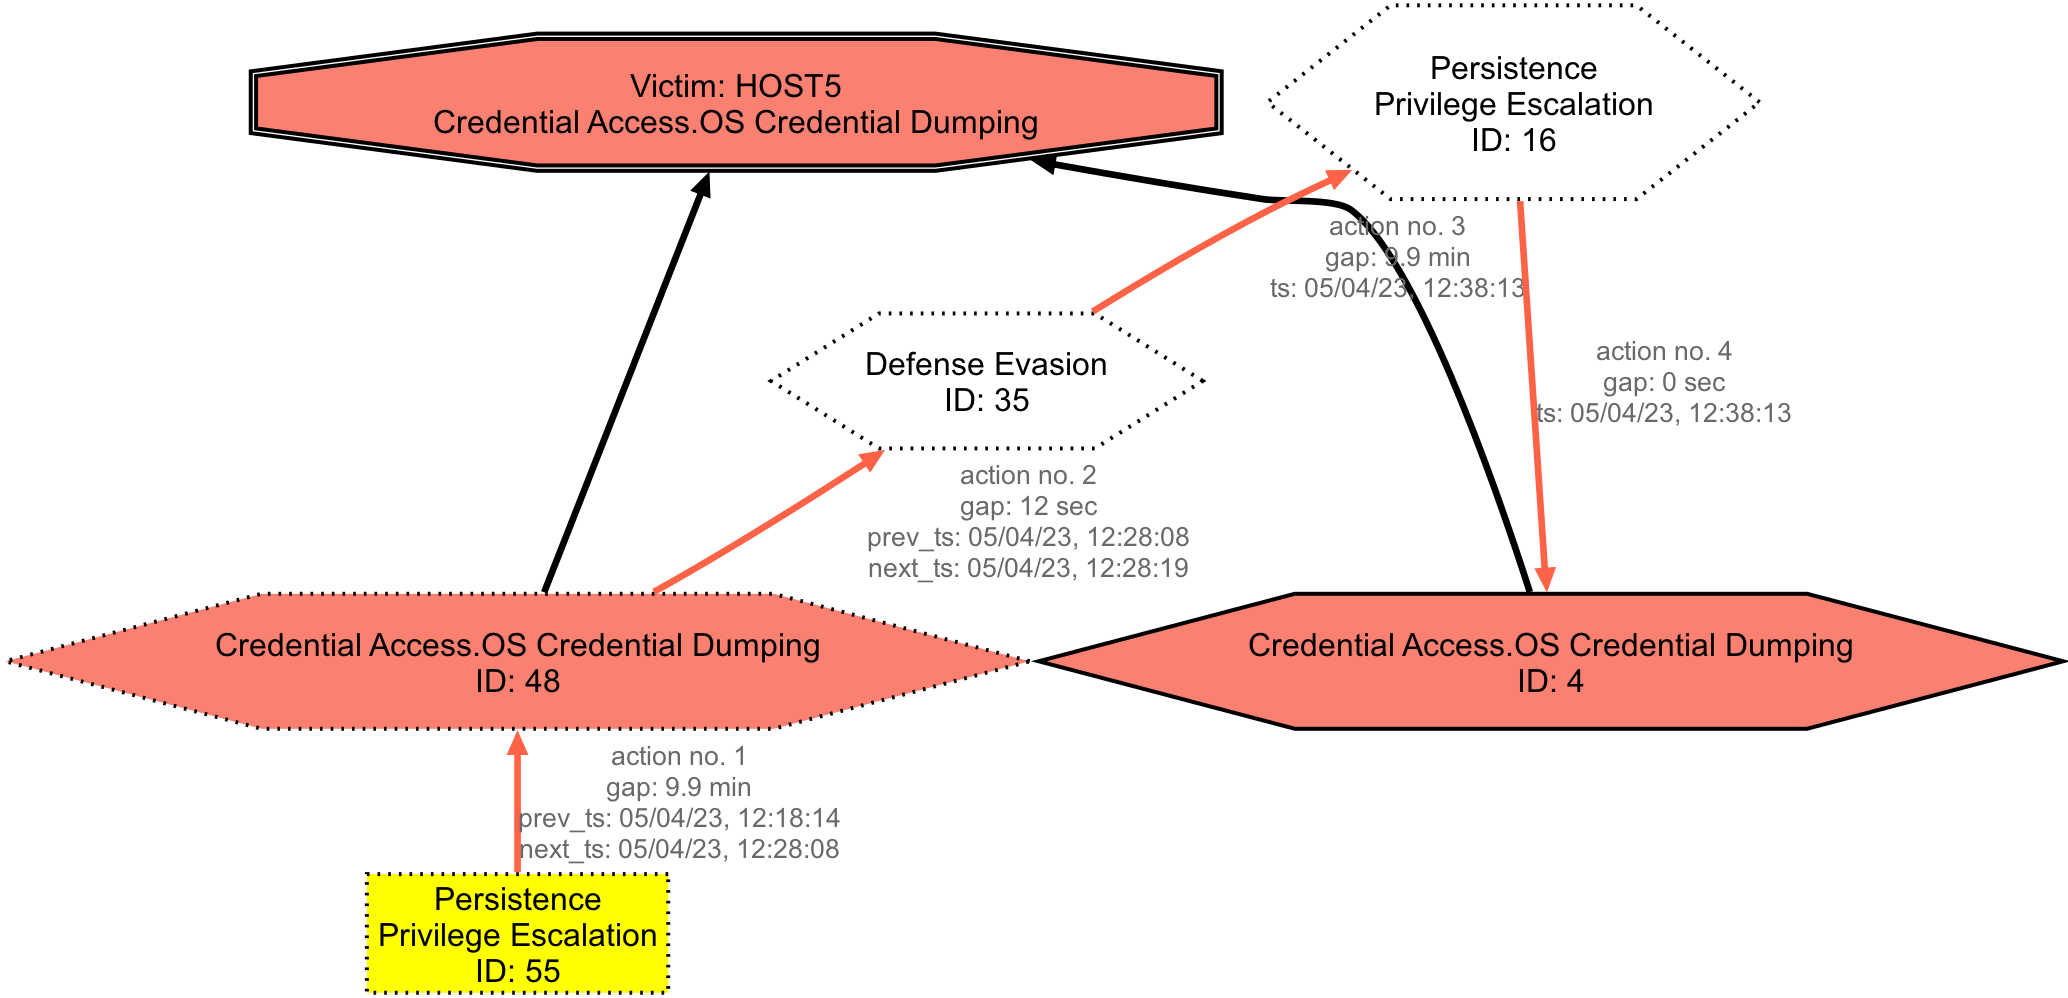 Victim: HOST5
Credential Access.OS Credential Dumping
Persistence
Privilege Escalation
ID: 16
action no. 3
gap: 9.9 min
ts: 05/04/23, 12:38:13
Defense Evasion
ID: 35
action no. 4
gap: 0 sec
ts: 05/04/23, 12:38:13
action no. 2
gap: 12 sec
prev_ts: 05/04/23, 12:28:08
next_ts: 05/04/23, 12:28:19
Credential Access.OS Credential Dumping
ID: 48
Credential Access.OS Credential Dumping
ID: 4
action no. 1
gap: 9.9 min
prev_ts: 05/04/23, 12:18:14
next_ts: 05/04/23, 12:28:08
Persistence
Privilege Escalation
ID: 55